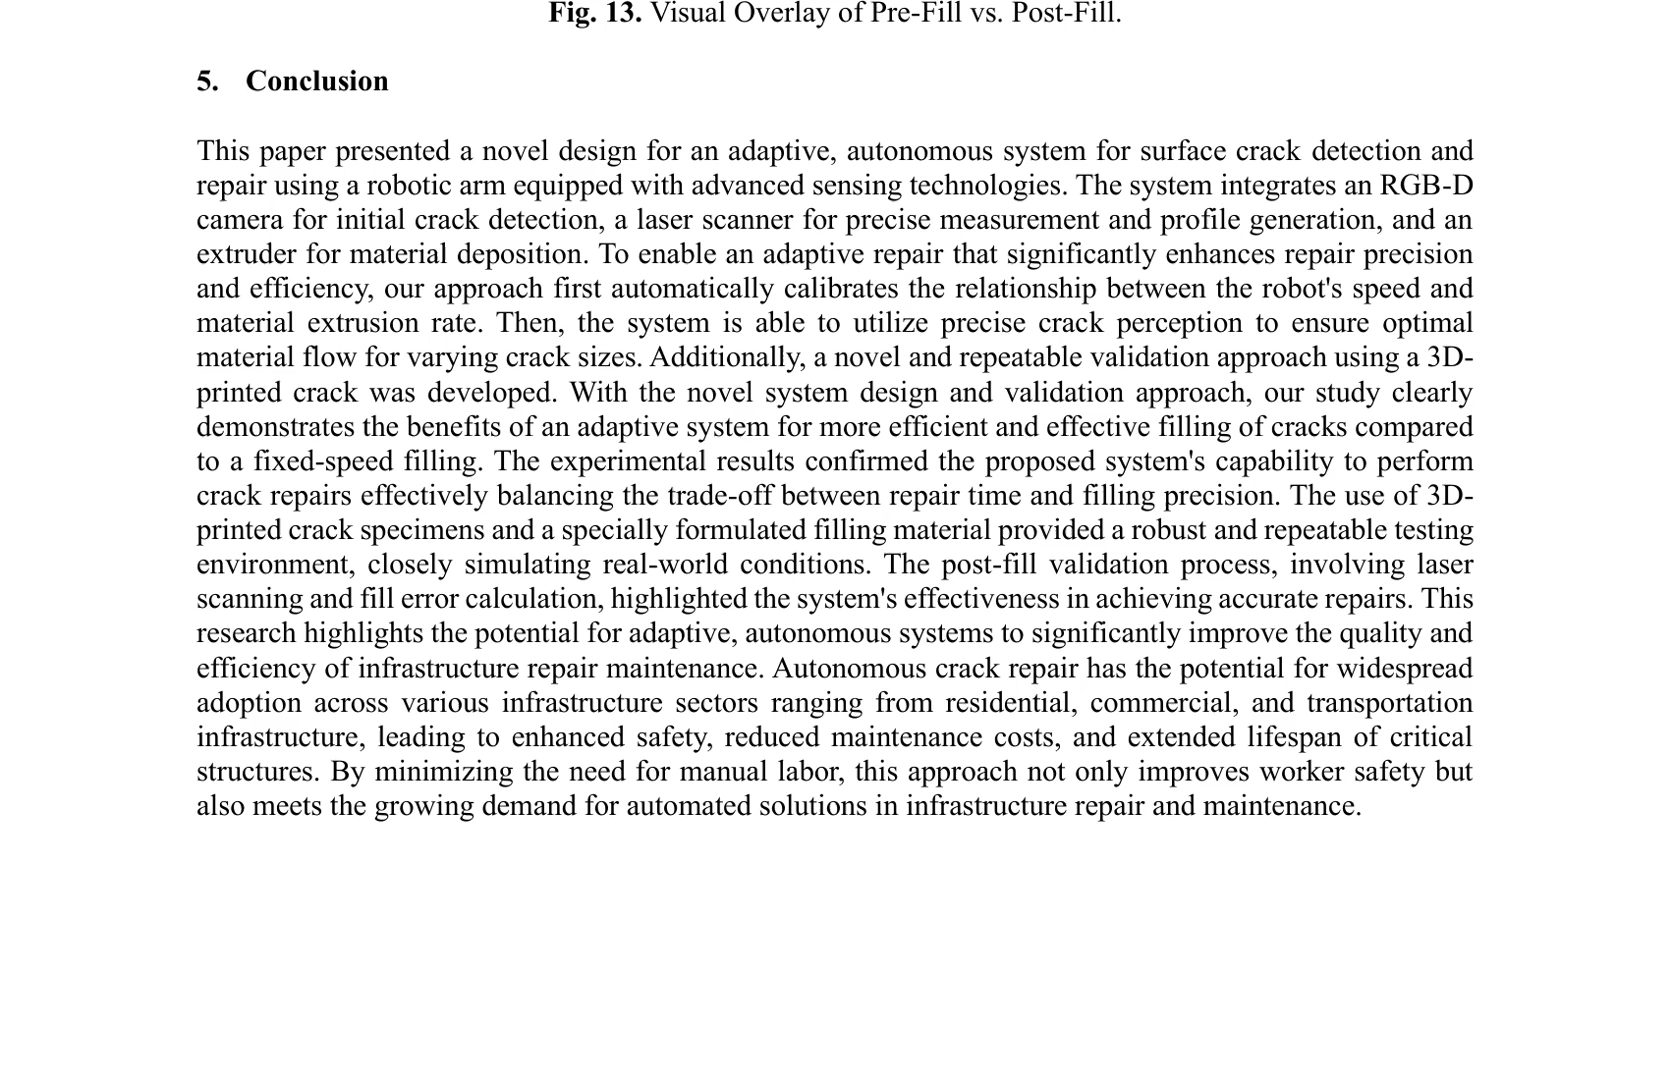 Fig. 13. Visual Overlay of Pre-Fill vs. Post-Fill.
5. Conclusion
This paper presented a novel design for an adaptive, autonomous system for surface crack detection and
repair using a robotic arm equipped with advanced sensing technologies. The system integrates an RGB-D
camera for initial crack detection, a laser scanner for precise measurement and profile generation, and an
extruder for material deposition. To enable an adaptive repair that significantly enhances repair precision
and efficiency, our approach first automatically calibrates the relationship between the robot's speed and
material extrusion rate. Then, the system is able to utilize precise crack perception to ensure optimal
material flow for varying crack sizes. Additionally, a novel and repeatable validation approach using a 3D-
printed crack was developed. With the novel system design and validation approach, our study clearly
demonstrates the benefits of an adaptive system for more efficient and effective filling of cracks compared
to a fixed-speed filling. The experimental results confirmed the proposed system's capability to perform
crack repairs effectively balancing the trade-off between repair time and filling precision. The use of 3D-
printed crack specimens and a specially formulated filling material provided a robust and repeatable testing
environment, closely simulating real-world conditions. The post-fill validation process, involving laser
scanning and fill error calculation, highlighted the system's effectiveness in achieving accurate repairs. This
research highlights the potential for adaptive, autonomous systems to significantly improve the quality and
efficiency of infrastructure repair maintenance. Autonomous crack repair has the potential for widespread
adoption across various infrastructure sectors ranging from residential, commercial, and transportation
infrastructure, leading to enhanced safety, reduced maintenance costs, and extended lifespan of critical
structures. By minimizing the need for manual labor, this approach not only improves worker safety but
also meets the growing demand for automated solutions in infrastructure repair and maintenance.